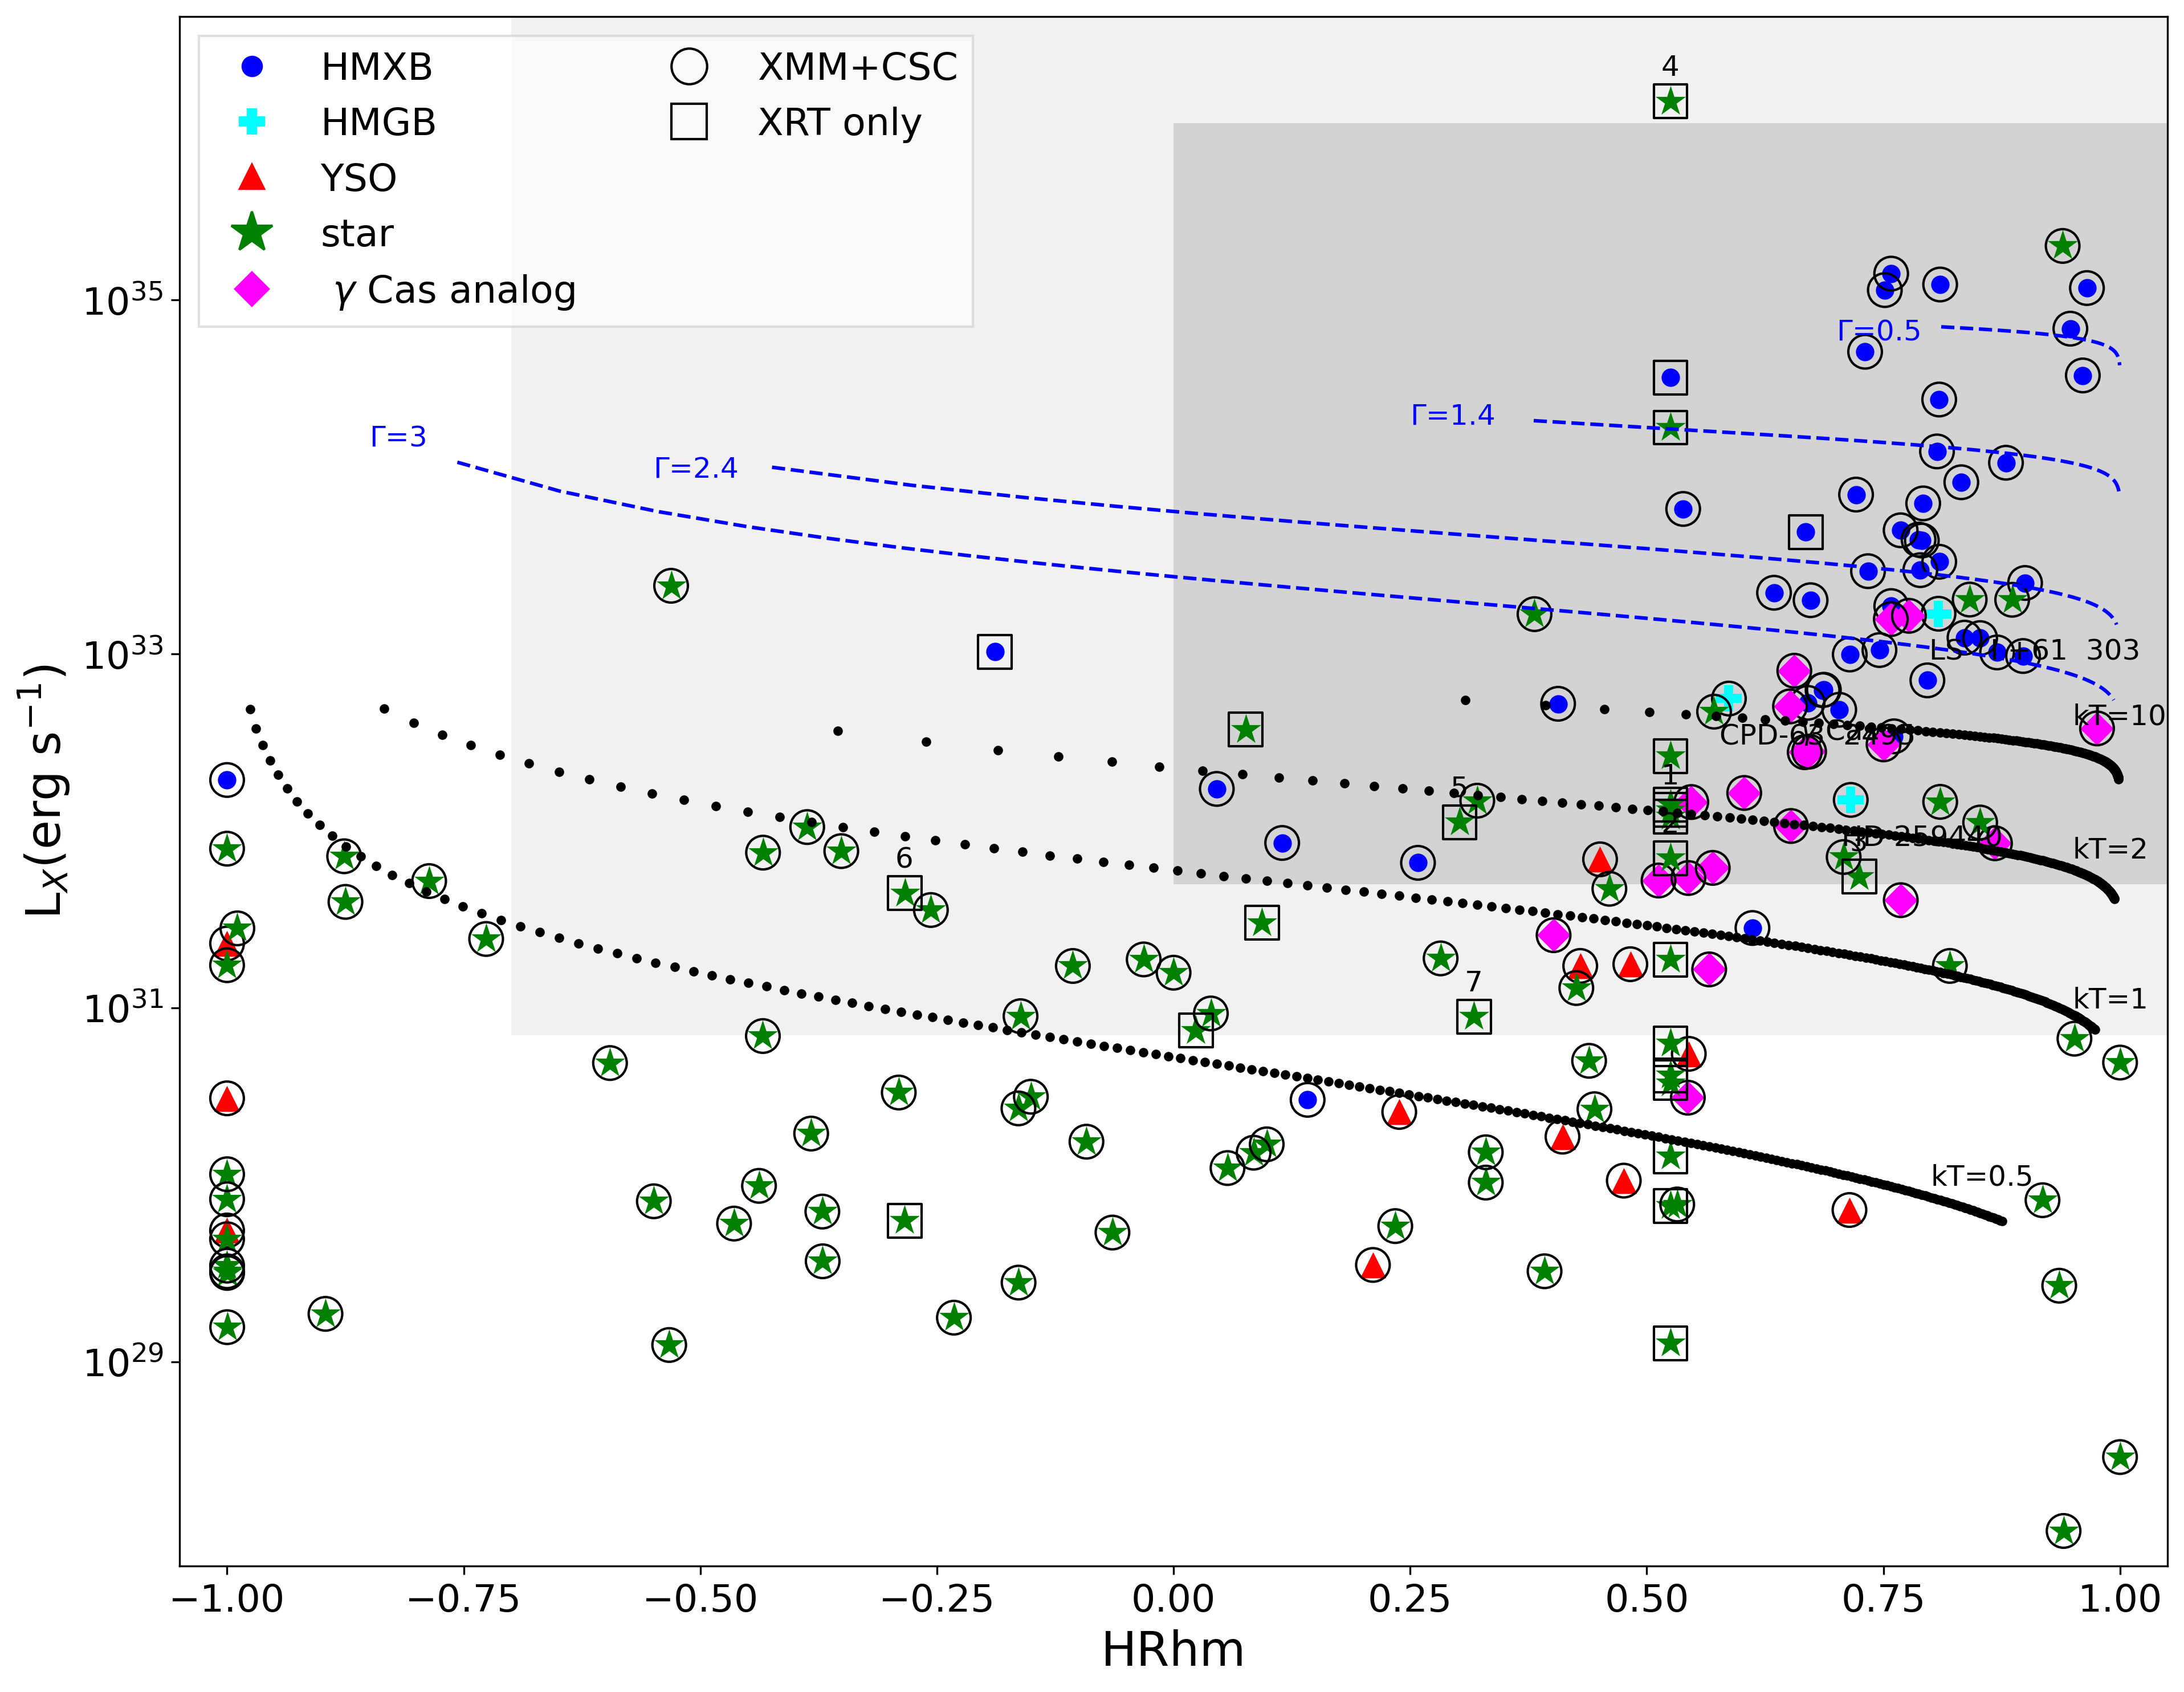 HMXB
HMGB
YSO
star
γ Cas analog
XMM+CSC
XRT only
4
10^35
10^33
10^31
10^29
L_X(erg s^−1)
Γ=0.5
Γ=1.4
Γ=3
Γ=2.4
LS I +61 303
kT=10
CPD-63 2495
1
5
2
HD 259440
3
kT=2
6
7
kT=1
kT=0.5
−1.00 −0.75 −0.50 −0.25 0.00 0.25 0.50 0.75 1.00
HRhm